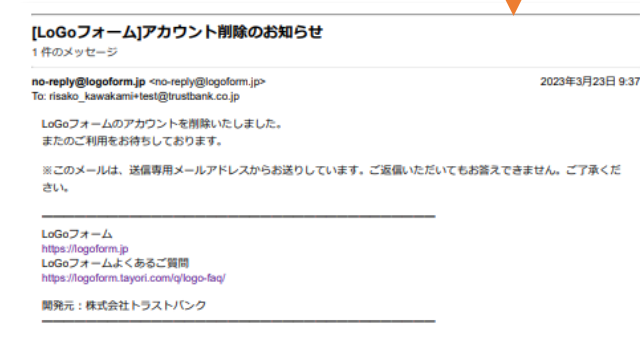 [LoGoフォーム]アカウント削除のお知らせ
1 件のメッセージ
no-reply@logoform.jp <no-reply@logoform.jp> 2023年3月23日 9:37
To: risako_kawakami+test@trustbank.co.jp
LoGoフォームのアカウントを削除いたしました。
またのご利用をお待ちしております。
※このメールは、送信専用メールアドレスからお送りしています。ご返信いただいてもお答えできません。ご了承くだ
さい。
LoGoフォーム
https://logoform.jp
LoGoフォームよくあるご質問
https://logoform.tayori.com/q/logo-faq/
開発元：株式会社トラストバンク